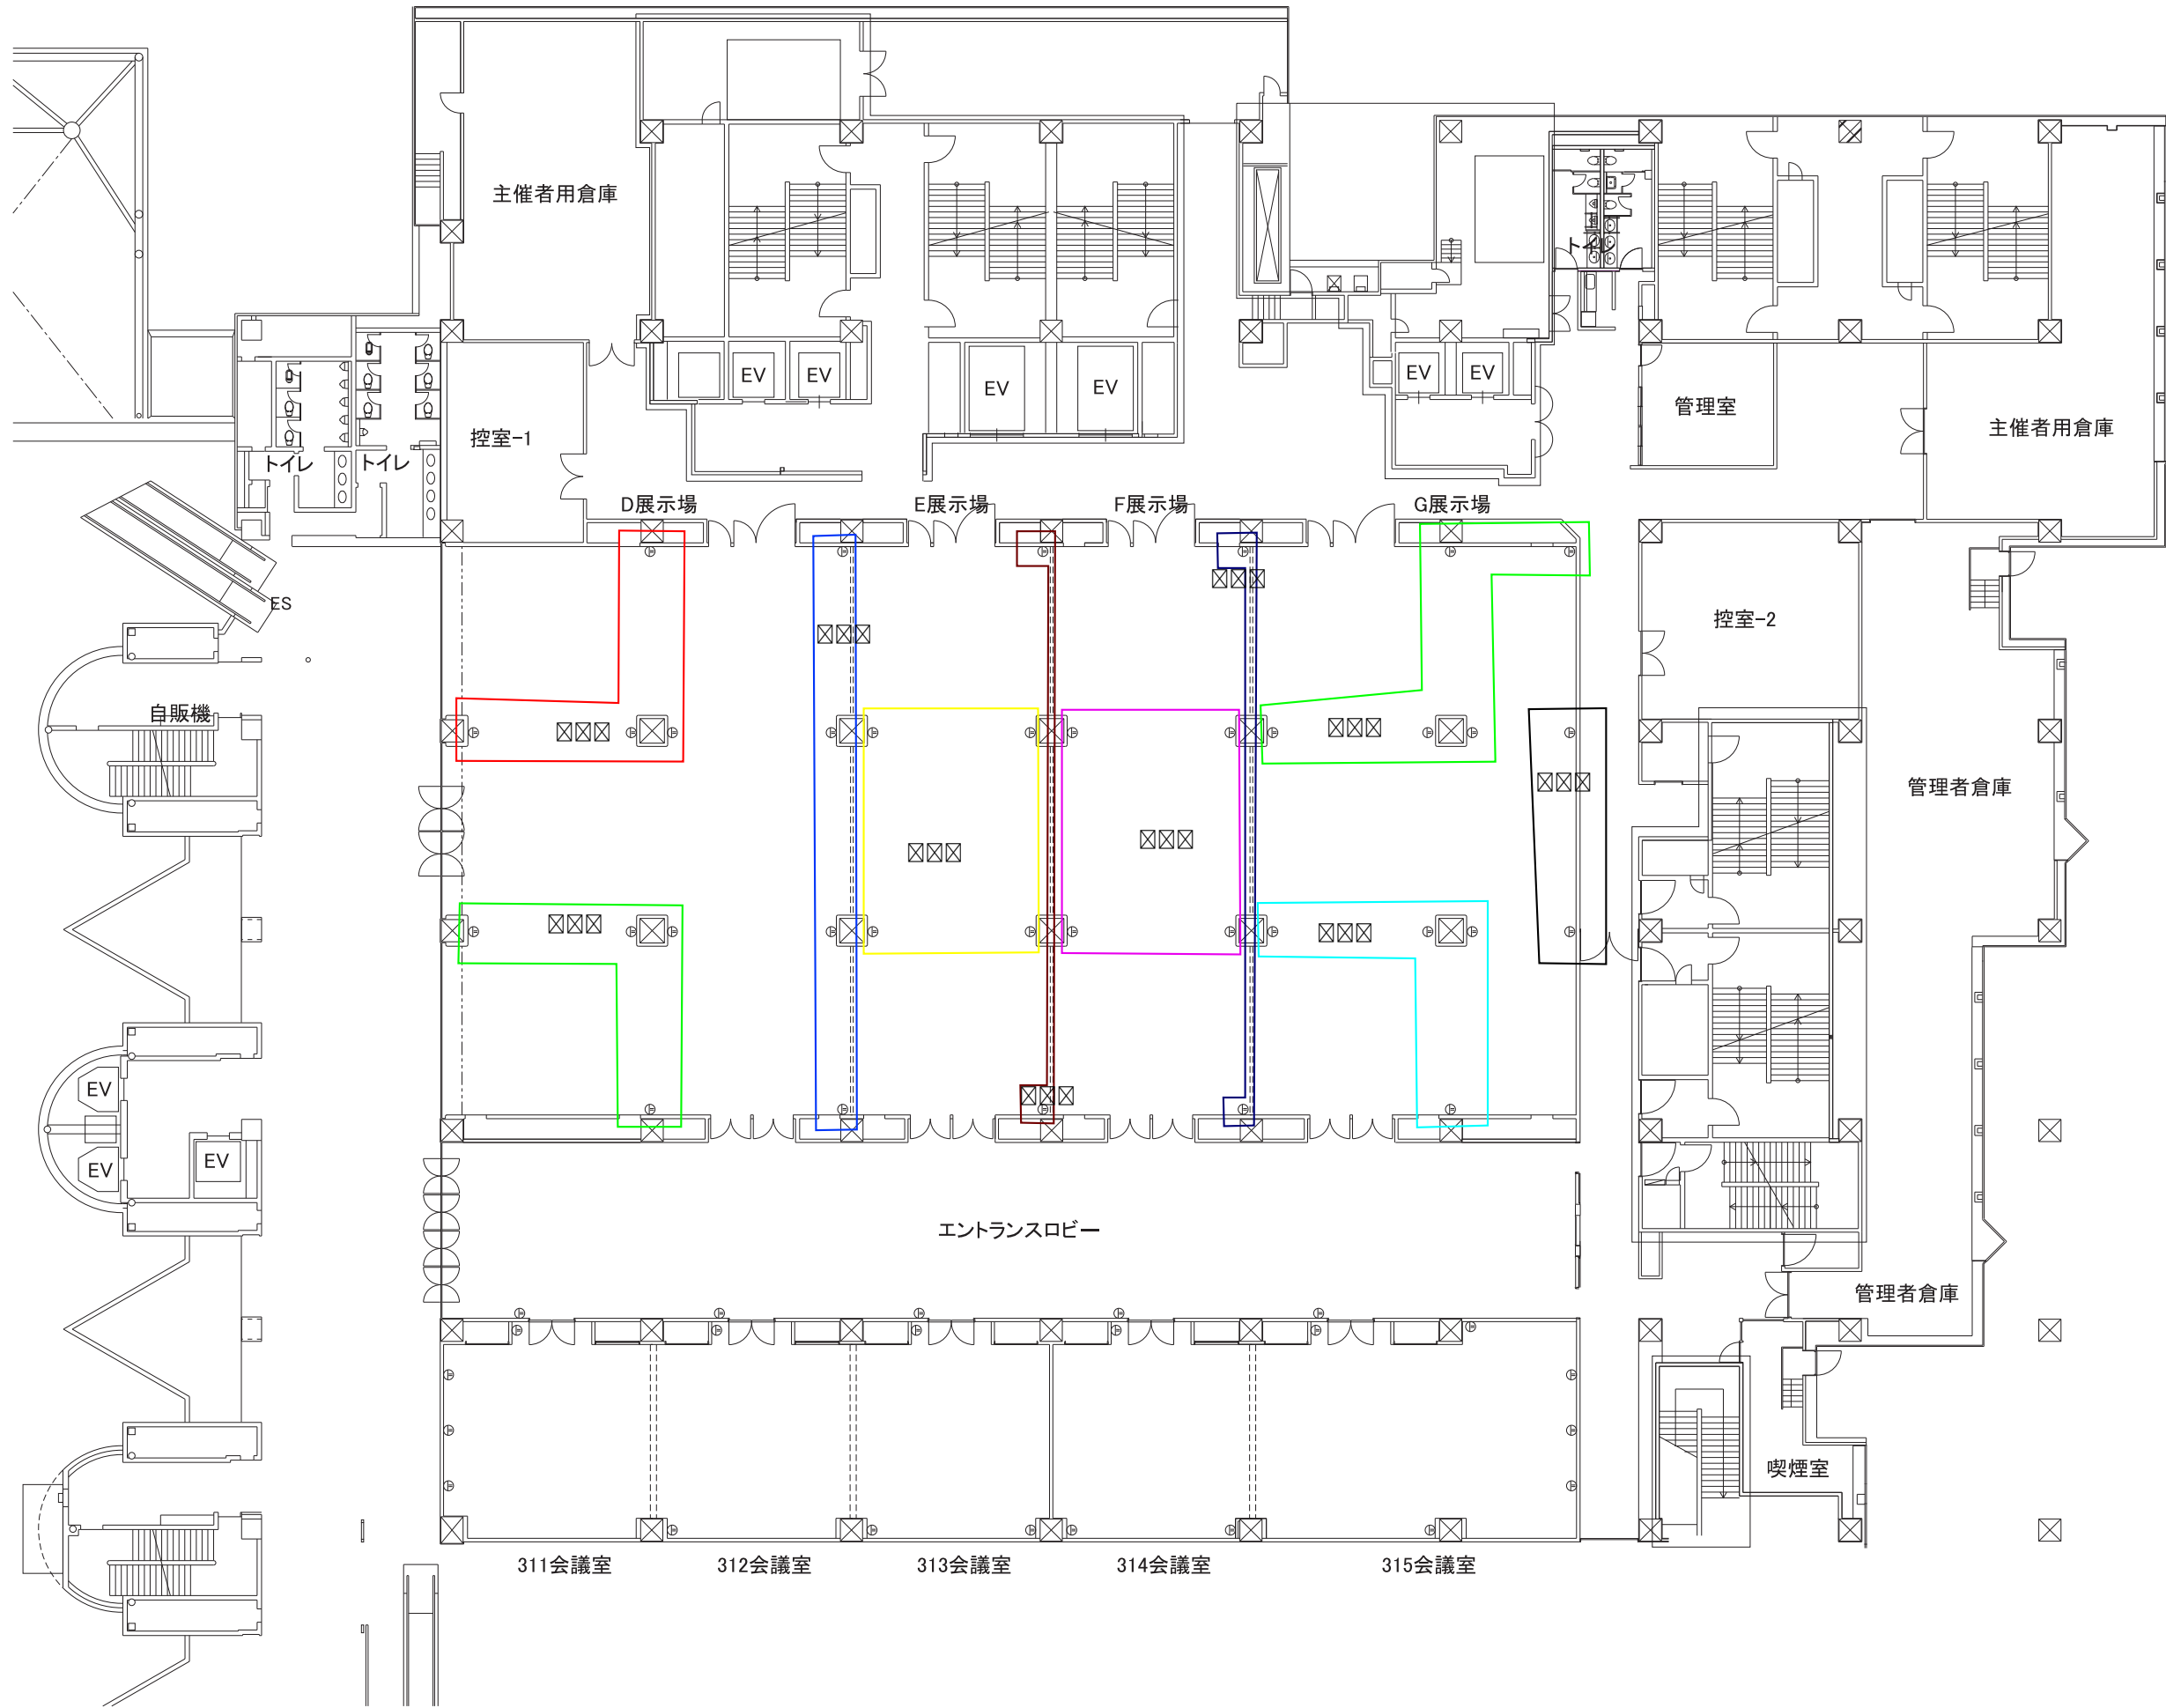 主催者用倉庫
トイレ
EV
EV
EV
EV
EV
EV
管理室
主催者用倉庫
控室-1
トイレ
トイレ
D展示場
E展示場
F展示場
G展示場
ES
控室-2
自販機
管理者倉庫
EV
EV
EV
エントランスロビー
管理者倉庫
喫煙室
311会議室
312会議室
313会議室
314会議室
315会議室